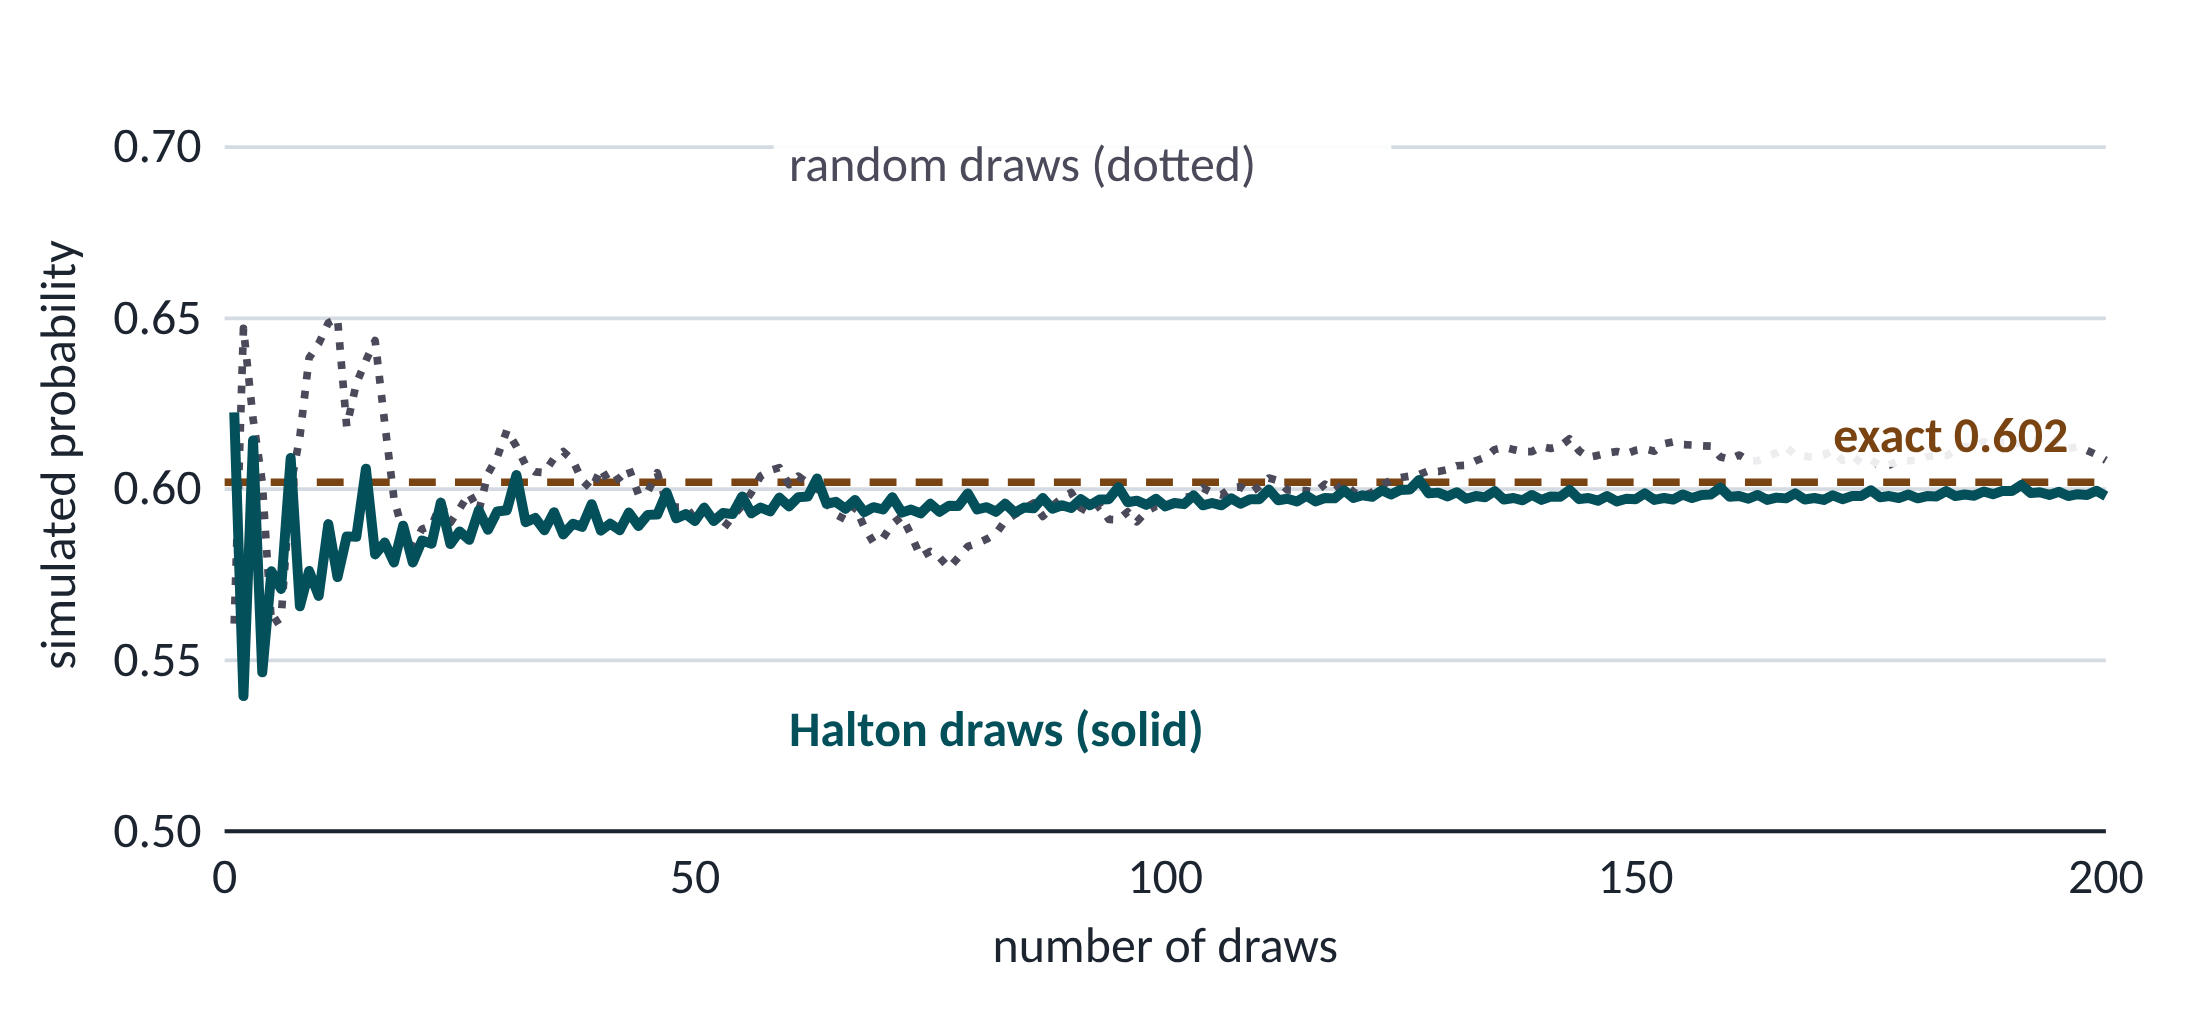 0.70
random draws (dotted)
0.65
simulated probability
exact 0.602
0.60
0.55
Halton draws (solid)
0.50
0 50 100 150 200
number of draws